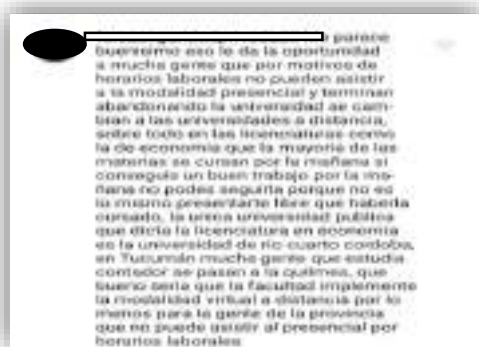 parece
buenisimo eso le da la oportunidad
a mucha gente que por motivos de
horarios laborales no pueden asistir
a la modalidad presencial y terminan
abandonando la universidad se cam-
bian a las universidades a distancia,
sobre todo en las licenciaturas como
la de economia que la mayoria de las
materias se cursan por la mañana si
conseguis un buen trabajo por la ma-
ñana no podes seguirla porque no es
lo mismo presentarte libre que haberla
cursado, la unica universidad publica
que dicta la licenciatura en economia
es la universidad de rio cuarto cordoba,
en Tucumán mucha gente que estudia
contador se pasan a la quilmes, que
bueno seria que la facultad implemente
la modalidad virtual a distancia por lo
menos para la gente de la provincia
que no puede asistir al presencial por
horarios laborales